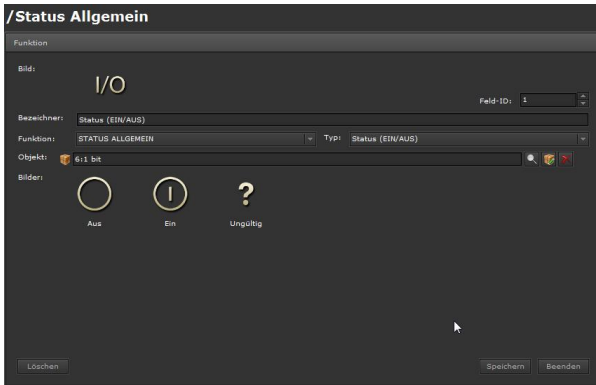 /Status Allgemein
Funktion
Bild:
I/O
Feld-ID: 1
Bezeichner: Status (EIN/AUS)
Funktion: STATUS ALLGEMEIN Typ: Status (EIN/AUS)
Objekt: 6:1 bit
Bilder:
Aus Ein Ungültig
Löschen Speichern Beenden